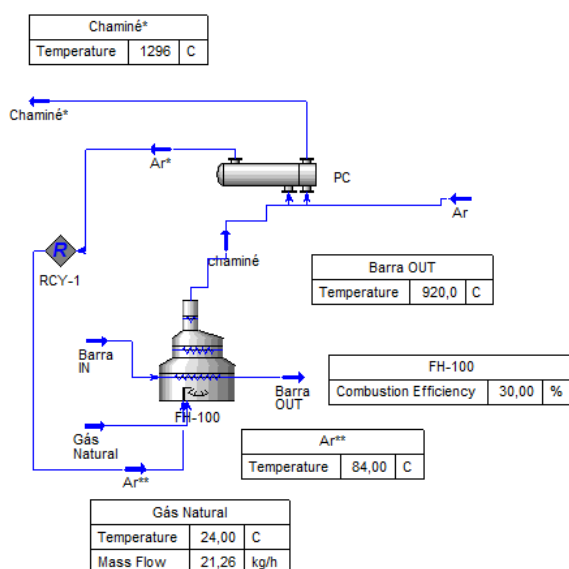 Chaminé*
Temperature 1296 C
Chaminé*
Ar*
PC
Ar
R
RCY-1
chaminé
Barra OUT
Temperature 920,0 C
Barra
IN
Barra
OUT
FH-100
Combustion Efficiency 30,00 %
FH-100
Gás
Natural
Ar**
Temperature 84,00 C
Ar**
Gás Natural
Temperature 24,00 C
Mass Flow 21,26 kg/h